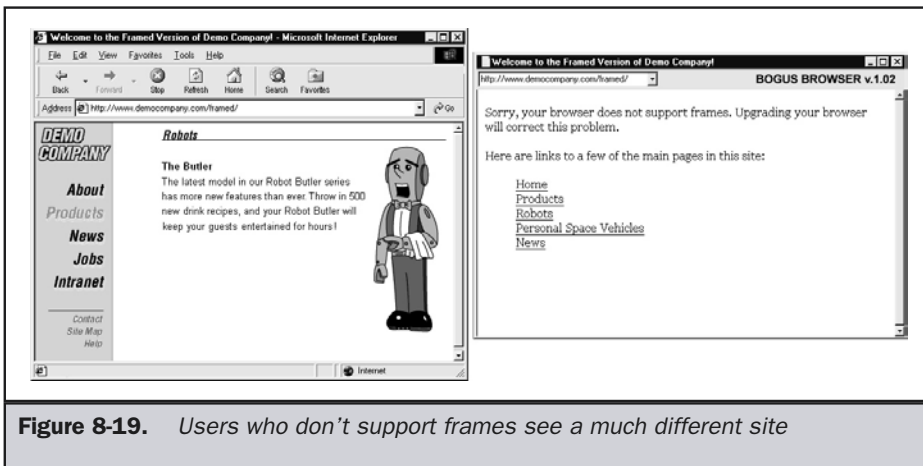 Welcome to the Framed Version of Demo Company! - Microsoft Internet Explorer
File Edit View Favorites Tools Help
Back Forward Stop Refresh Home Search Favorites
Address http://www.democompany.com/framed/ Go
DEMO
COMPANY
About
Products
News
Jobs
Intranet
Contact
Site Map
Help
Robots
The Butler
The latest model in our Robot Butler series
has more new features than ever. Throw in 500
new drink recipes, and your Robot Butler will
keep your guests entertained for hours!
Internet
Welcome to the Framed Version of Demo Company!
http://www.democompany.com/framed/ BOGUS BROWSER v.1.02
Sorry, your browser does not support frames. Upgrading your browser
will correct this problem.
Here are links to a few of the main pages in this site:
Home
Products
Robots
Personal Space Vehicles
News
Figure 8-19. Users who don't support frames see a much different site